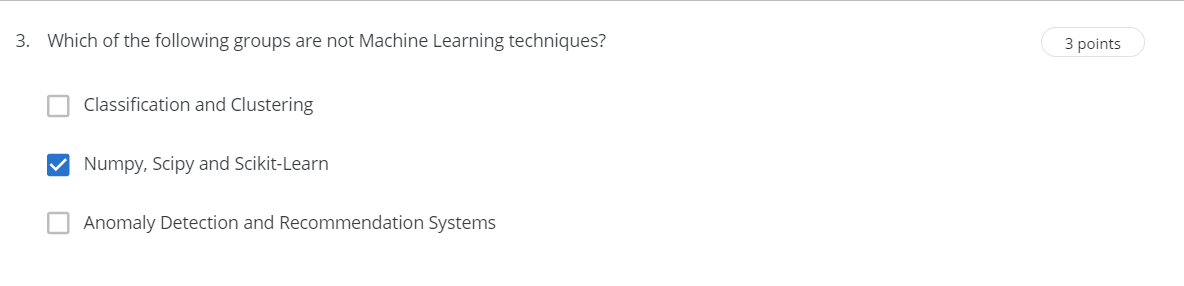 3. Which of the following groups are not Machine Learning techniques?
3 points
Classification and Clustering
Numpy, Scipy and Scikit-Learn
Anomaly Detection and Recommendation Systems